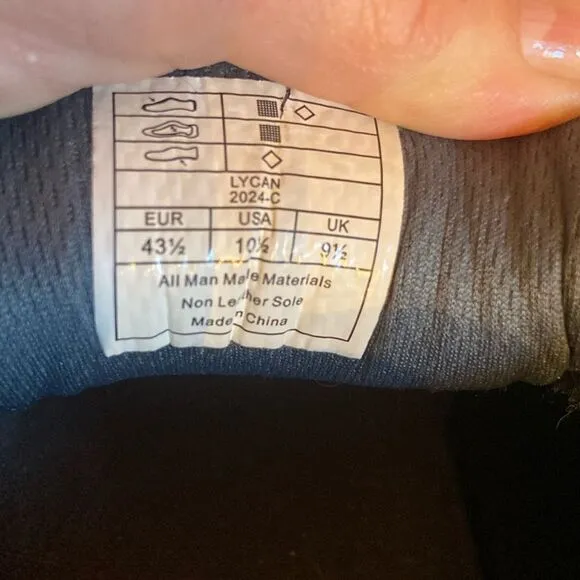 LYCAN
2024-C
EUR USA UK
43½ 10½ 9½
All Man Made Materials
Non Leather Sole
Made in China